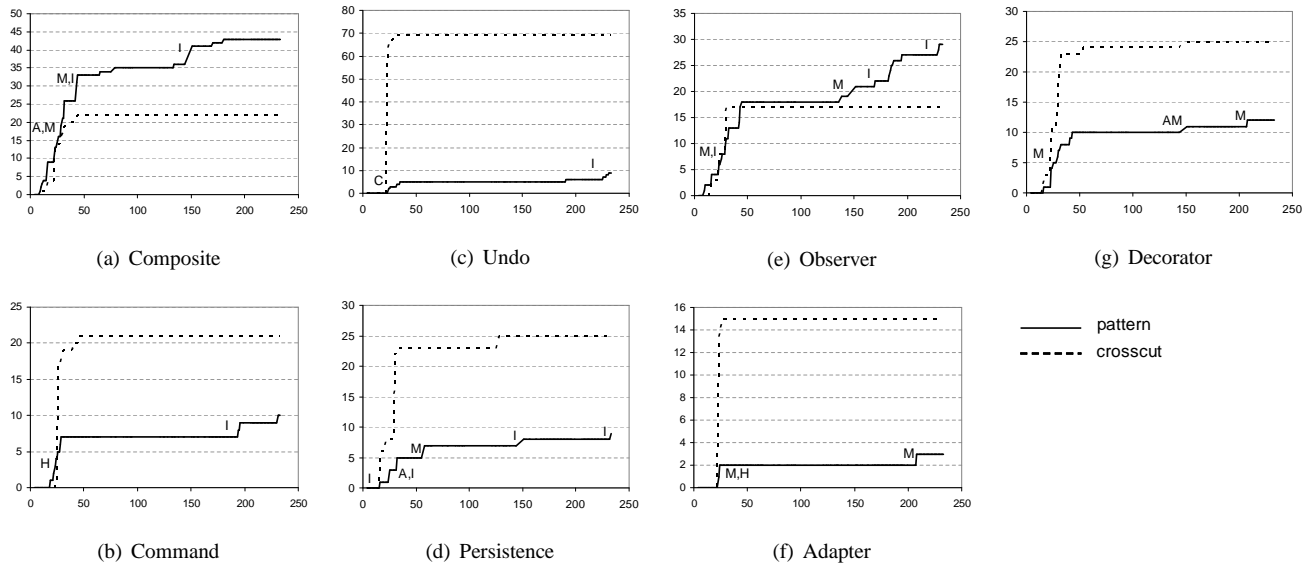 50
45
40
35
30
25
20
15
10
5
0
A,M
M,I
I
0 50 100 150 200 250
(a) Composite
80
70
60
50
40
30
20
10
0
C
I
0 50 100 150 200 250
(c) Undo
35
30
25
20
15
10
5
0
M,I
M
I
I
0 50 100 150 200 250
(e) Observer
30
25
20
15
10
5
0
M
AM
M
0 50 100 150 200 250
(g) Decorator
25
20
15
10
5
0
H
I
0 50 100 150 200 250
(b) Command
30
25
20
15
10
5
0
I
A,I
M
I
I
0 50 100 150 200 250
(d) Persistence
16
14
12
10
8
6
4
2
0
M,H
M
0 50 100 150 200 250
(f) Adapter
pattern
crosscut